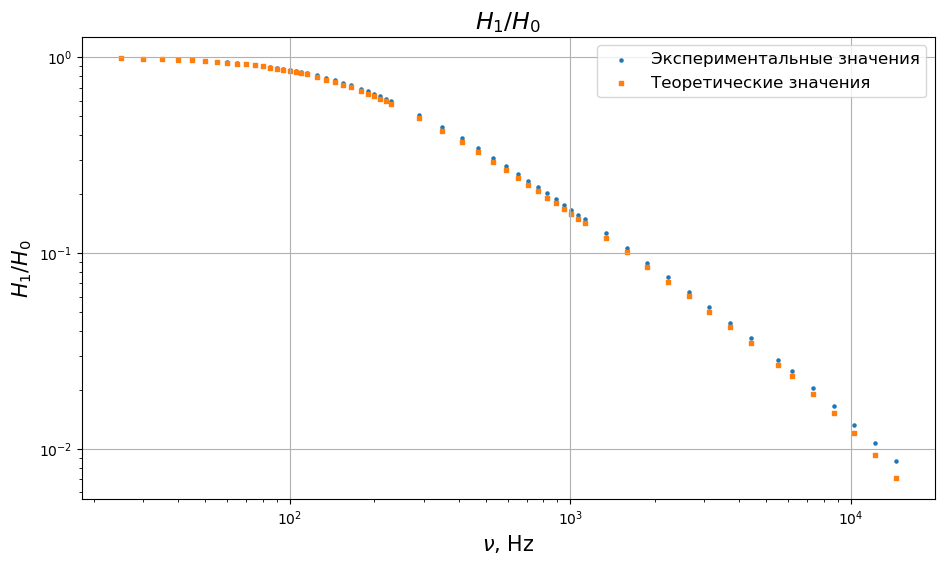 H₁/H₀
Экспериментальные значения
Теоретические значения
H₁/H₀
10⁰
10⁻¹
10⁻²
10² 10³ 10⁴
ν, Hz